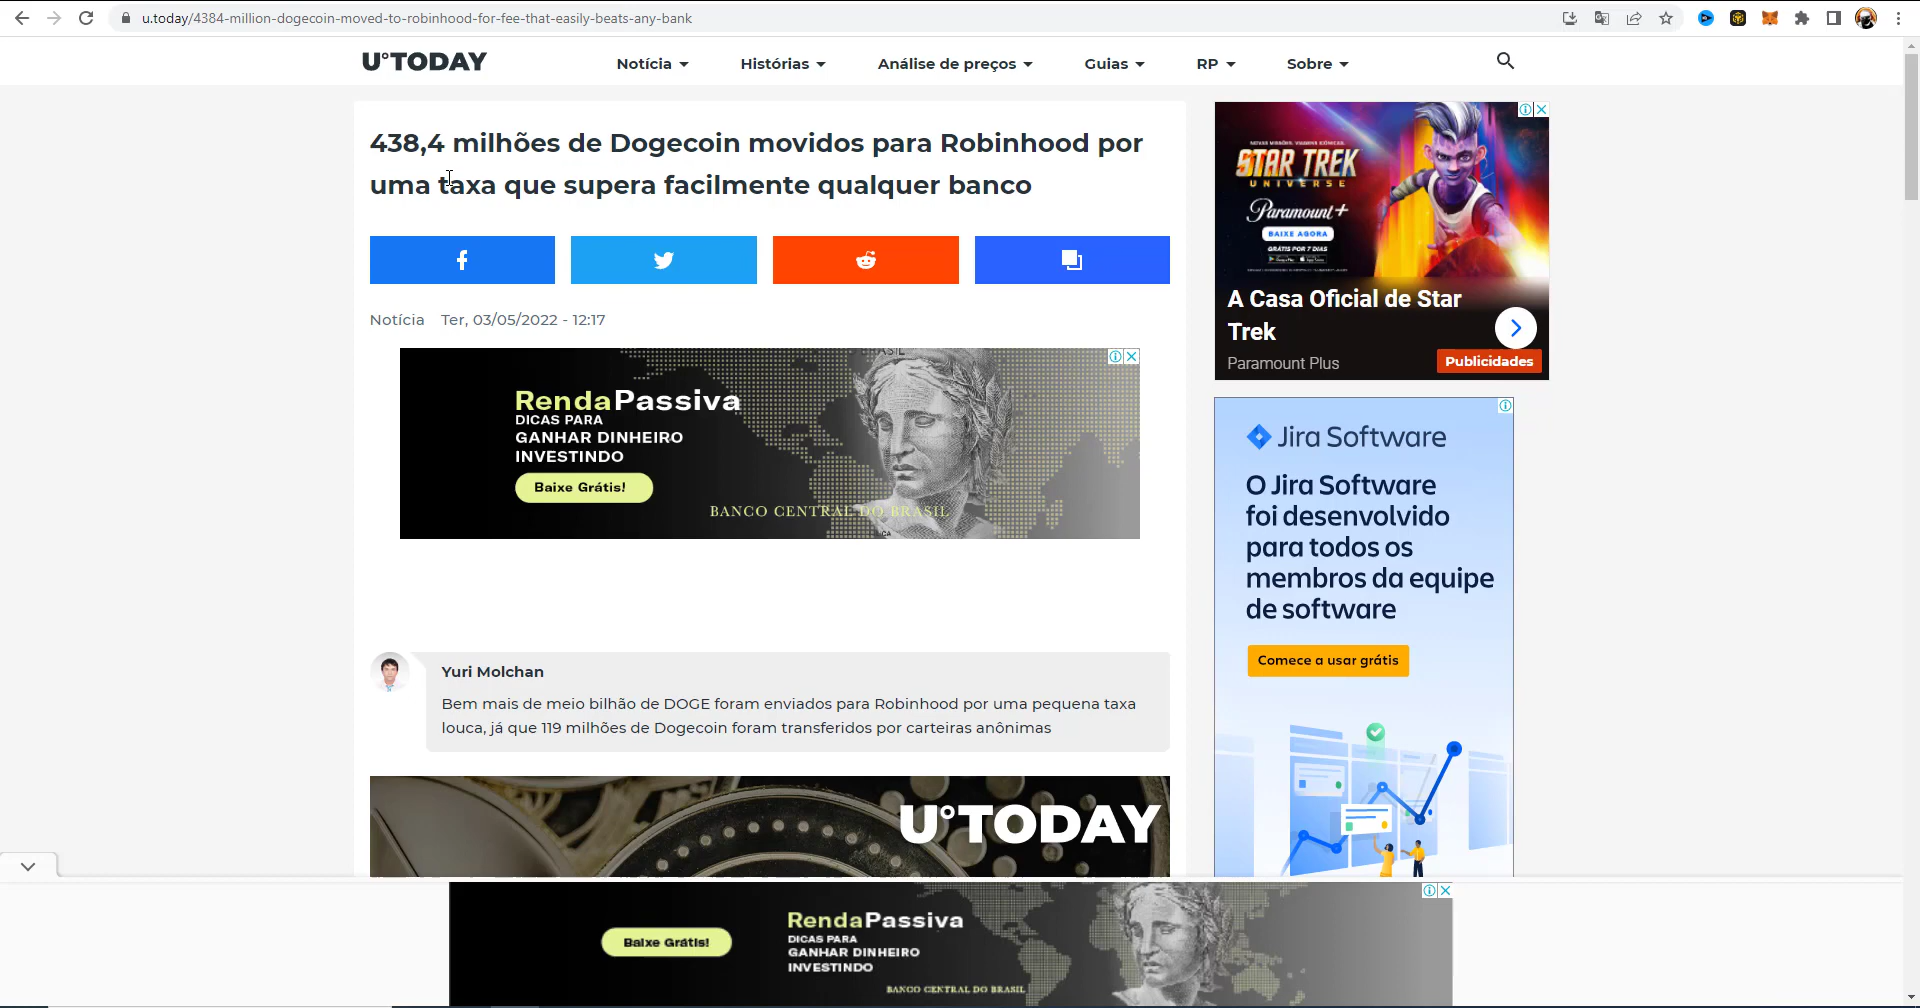 u.today/4384-million-dogecoin-moved-to-robinhood-for-fee-that-easily-beats-any-bank
U°TODAY
Notícia
Histórias
Análise de preços
Guias
RP
Sobre
438,4 milhões de Dogecoin movidos para Robinhood por
uma taxa que supera facilmente qualquer banco
Notícia Ter, 03/05/2022 - 12:17
RendaPassiva
DICAS PARA
GANHAR DINHEIRO
INVESTINDO
Baixe Grátis!
BANCO CENTRAL DO BRASIL
Yuri Molchan
Bem mais de meio bilhão de DOGE foram enviados para Robinhood por uma pequena taxa
louca, já que 119 milhões de Dogecoin foram transferidos por carteiras anônimas
U°TODAY
STAR TREK
UNIVERSE
Paramount+
BAIXE AGORA
GRÁTIS POR 7 DIAS
A Casa Oficial de Star
Trek
Paramount Plus
Publicidades
Jira Software
O Jira Software
foi desenvolvido
para todos os
membros da equipe
de software
Comece a usar grátis
Baixe Grátis!
RendaPassiva
DICAS PARA
GANHAR DINHEIRO
INVESTINDO
BANCO CENTRAL DO BRASIL